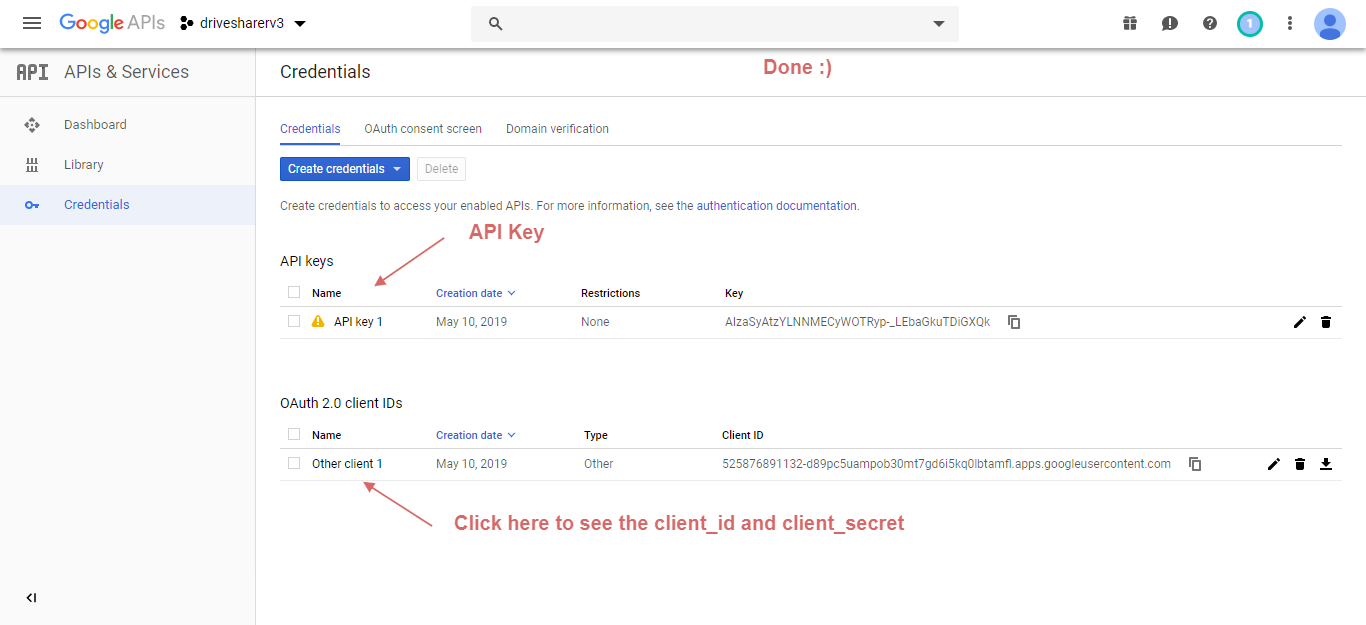 Google APIs drivesharerv3 1
API APIs & Services Credentials Done :)
Dashboard
Library
Credentials
Credentials OAuth consent screen Domain verification
Create credentials Delete
Create credentials to access your enabled APIs. For more information, see the authentication documentation.
API Key
API keys
Name Creation date Restrictions Key
API key 1 May 10, 2019 None AIzaSyAtzYLNNMECyWOTRyp-_LEbaGkuTDiGXQk
OAuth 2.0 client IDs
Name Creation date Type Client ID
Other client 1 May 10, 2019 Other 525876891132-d89pc5uampob30mt7gd6i5kq0lbtamfl.apps.googleusercontent.com
Click here to see the client_id and client_secret